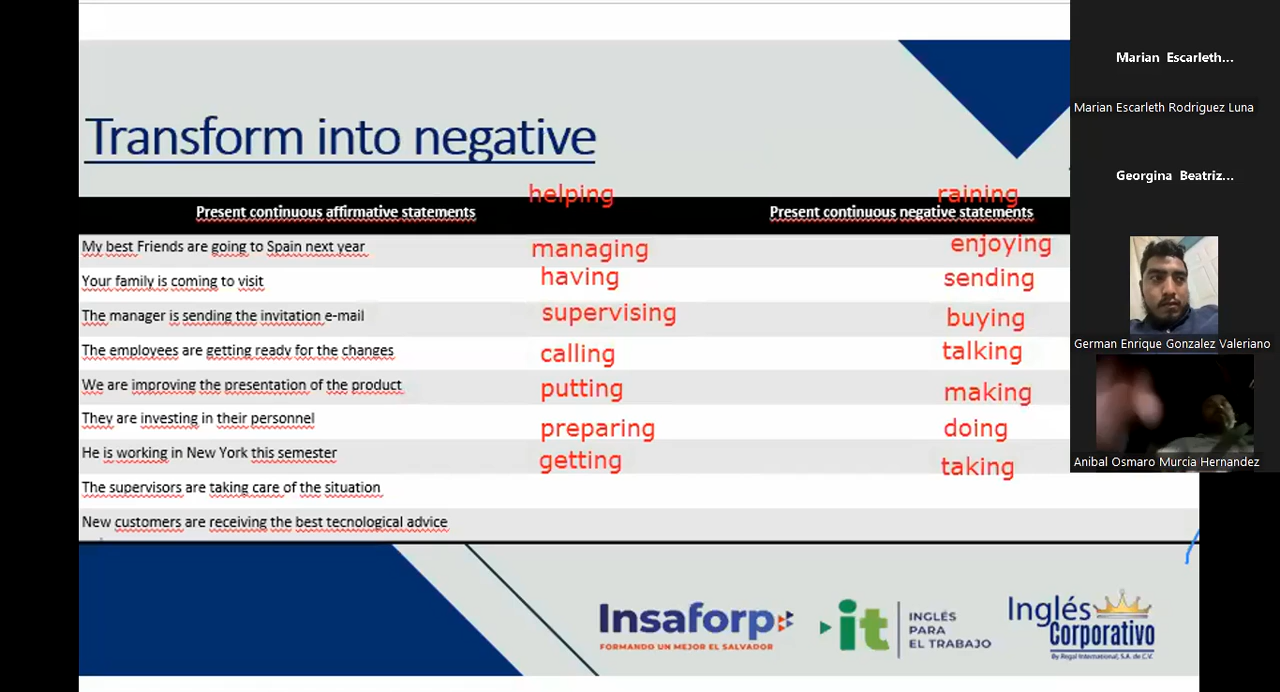 Transform into negative
helping
raining
Present continuous affirmative statements
Present continuous negative statements
My best Friends are going to Spain next year
managing
enjoying
Your family is coming to visit
having
sending
The manager is sending the invitation e-mail
supervising
buying
The employees are getting ready for the changes
calling
talking
We are improving the presentation of the product
putting
making
They are investing in their personnel
preparing
doing
He is working in New York this semester
getting
taking
The supervisors are taking care of the situation
New customers are receiving the best tecnological advice
Insaforp
FORMANDO UN MEJOR EL SALVADOR
it
INGLÉS
PARA
EL TRABAJO
Inglés
Corporativo
By Regal International, S.A. de C.V.
Marian Escarleth...
Marian Escarleth Rodriguez Luna
Georgina Beatriz...
German Enrique Gonzalez Valeriano
Anibal Osmaro Murcia Hernandez